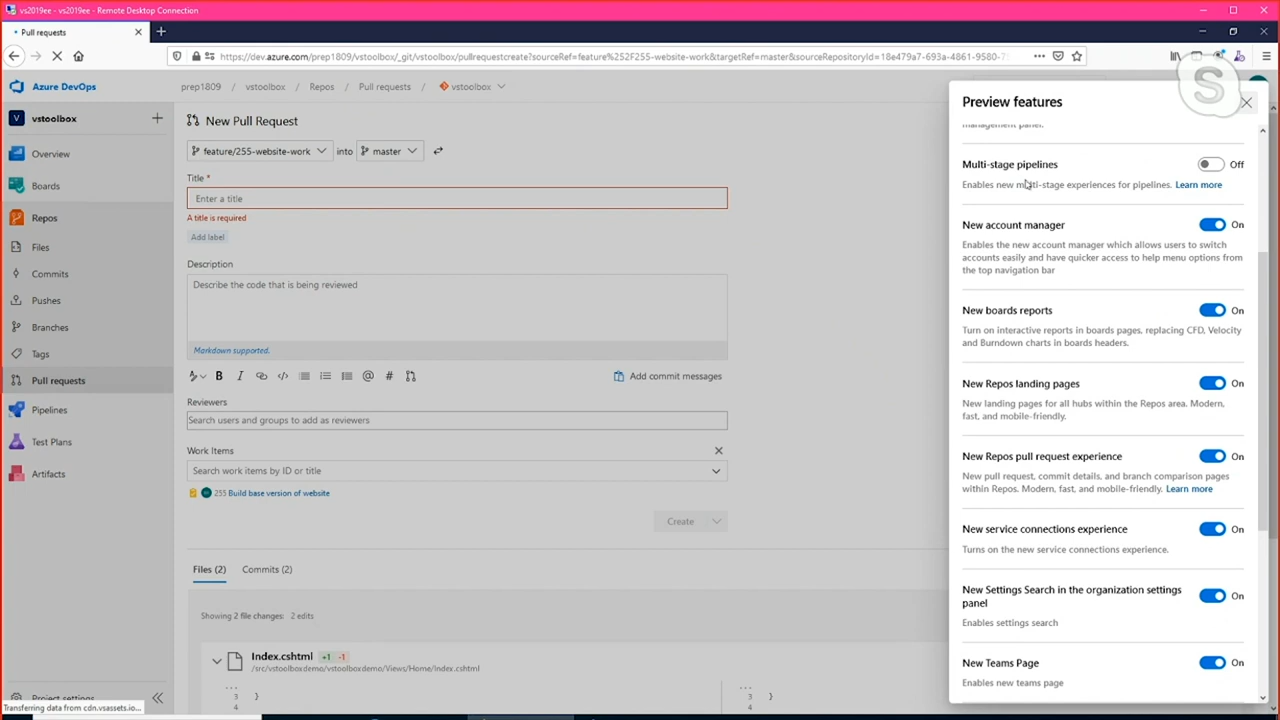 vs2019ee - vs2019ee - Remote Desktop Connection
Pull requests
https://dev.azure.com/prep1809/vstoolbox/_git/vstoolbox/pullrequestcreate?sourceRef=feature%252F255-website-work&targetRef=master&sourceRepositoryId=18e479a7-693a-4861-9580-7
Azure DevOps
prep1809 / vstoolbox / Repos / Pull requests / vstoolbox
V vstoolbox
Overview
Boards
Repos
Files
Commits
Pushes
Branches
Tags
Pull requests
Pipelines
Test Plans
Artifacts
Project settings
Transferring data from cdn.vsassets.io...
New Pull Request
feature/255-website-work into master
Title *
Enter a title
A title is required
Add label
Description
Describe the code that is being reviewed
Markdown supported.
B I @ #
Add commit messages
Reviewers
Search users and groups to add as reviewers
Work Items
Search work items by ID or title
255 Build base version of website
Create
Files (2) Commits (2)
Showing 2 file changes: 2 edits
Index.cshtml +1 -1
/src/vstoolboxdemo/Views/Home/Index.cshtml
... ...
3 } 3 }
4 4
S
Preview features
management panel.
Multi-stage pipelines Off
Enables new multi-stage experiences for pipelines. Learn more
New account manager On
Enables the new account manager which allows users to switch
accounts easily and have quicker access to help menu options from
the top navigation bar
New boards reports On
Turn on interactive reports in boards pages, replacing CFD, Velocity
and Burndown charts in boards headers.
New Repos landing pages On
New landing pages for all hubs within the Repos area. Modern,
fast, and mobile-friendly.
New Repos pull request experience On
New pull request, commit details, and branch comparison pages
within Repos. Modern, fast, and mobile-friendly. Learn more
New service connections experience On
Turns on the new service connections experience.
New Settings Search in the organization settings
panel On
Enables settings search
New Teams Page On
Enables new teams page